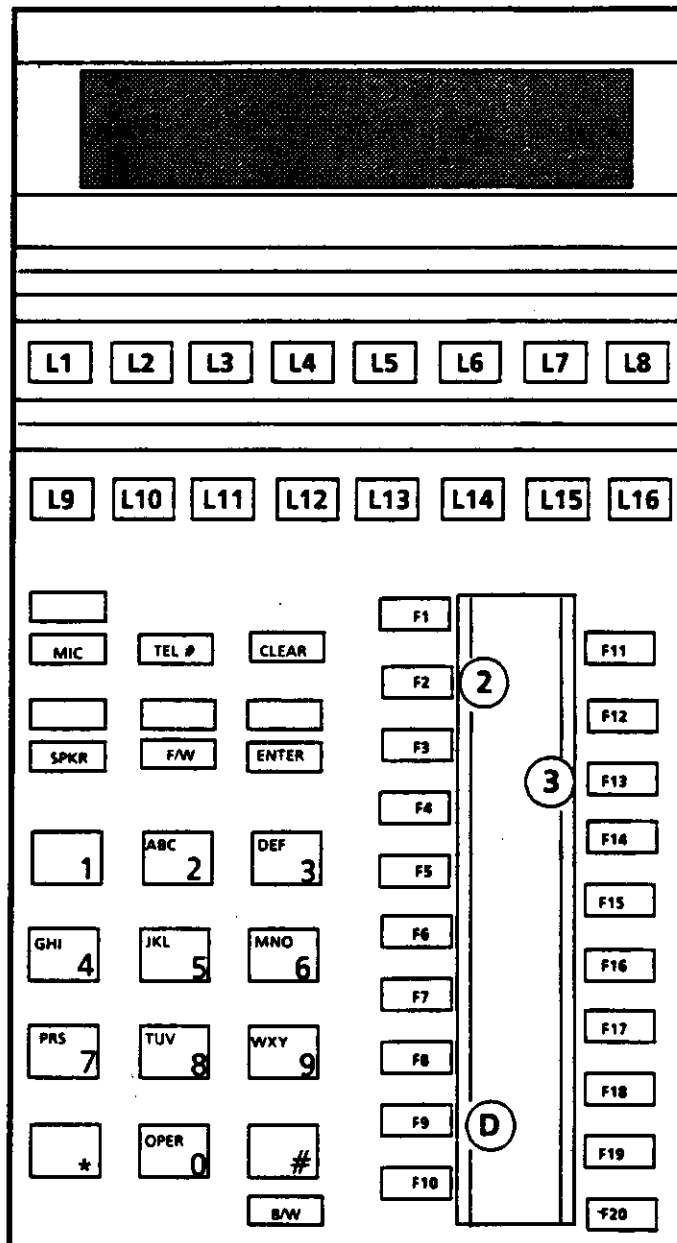 L1 L2 L3 L4 L5 L6 L7 L8
L9 L10 L11 L12 L13 L14 L15 L16
F1
MIC TEL # CLEAR F11
F2 2
F12
SPKR F/W ENTER F3
3 F13
F4
F14
1 ABC 2 DEF 3 F5
F15
F6
GHI 4 JKL 5 MNO 6 F16
F7
F17
PRS 7 TUV 8 WXY 9 F8
F18
F9 D
* OPER 0 # F19
F10
B/W F20